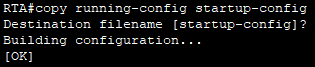 RTA#copy running-config startup-config
Destination filename [startup-config]?
Building configuration...
[OK]